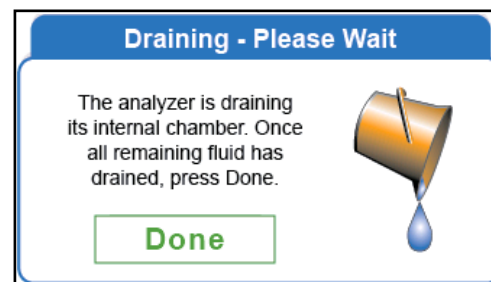 Draining - Please Wait
The analyzer is draining
its internal chamber. Once
all remaining fluid has
drained, press Done.
Done